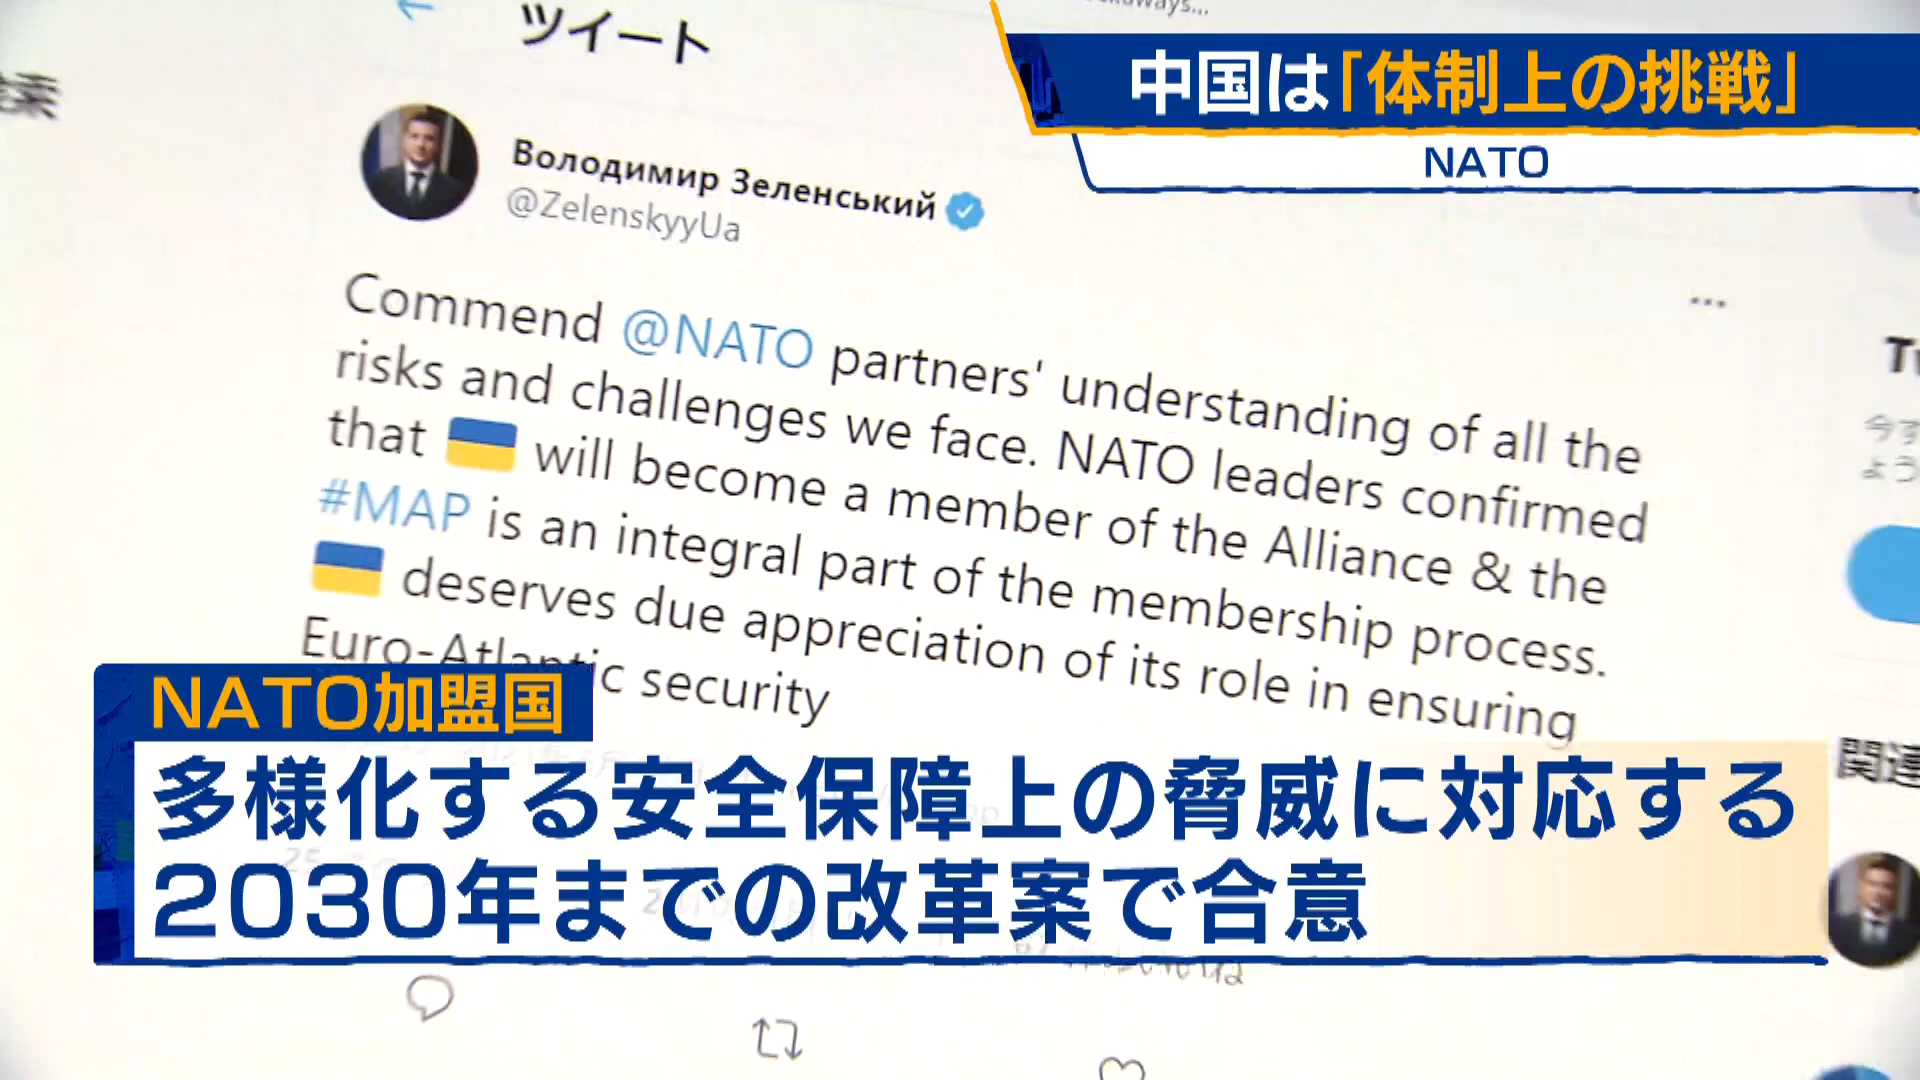 ツイート
中国は「体制上の挑戦」
NATO
Володимир Зеленський
@ZelenskyyUa
Commend @NATO partners' understanding of all the
risks and challenges we face. NATO leaders confirmed
that 🇺🇦 will become a member of the Alliance & the
#MAP is an integral part of the membership process.
🇺🇦 deserves due appreciation of its role in ensuring
Euro-Atlantic security
NATO加盟国
多様化する安全保障上の脅威に対応する
2030年までの改革案で合意